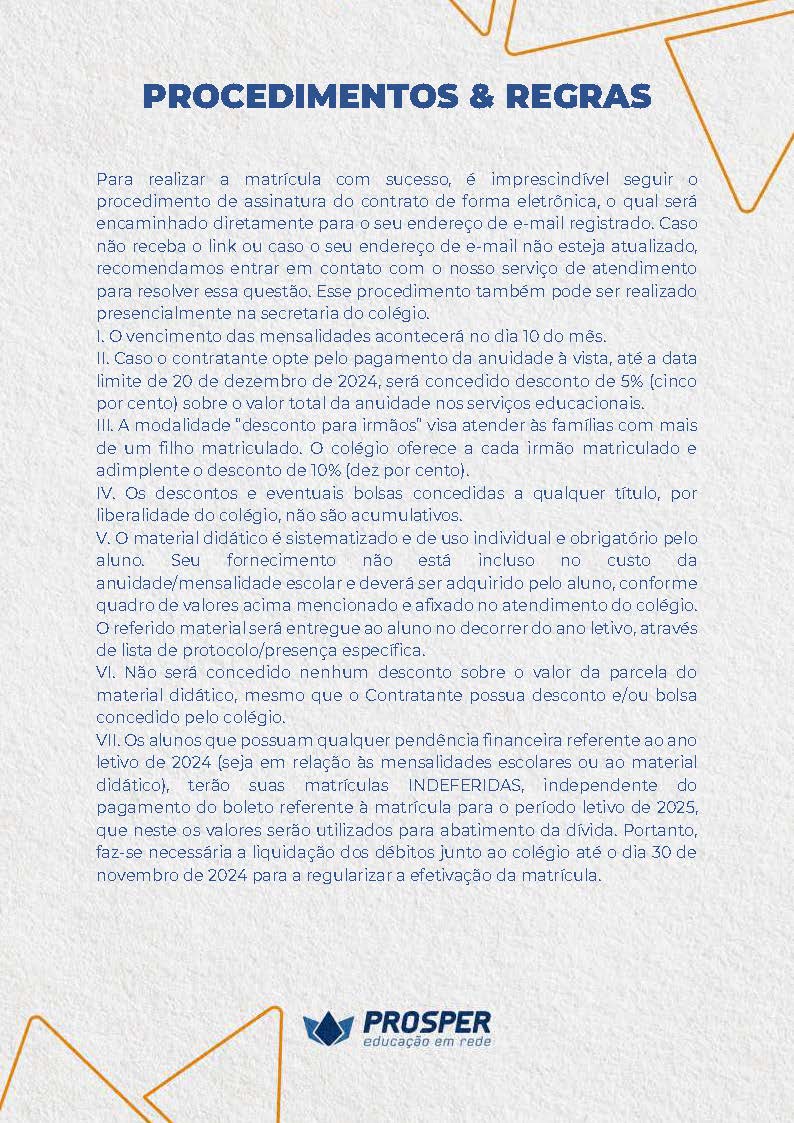 PROCEDIMENTOS & REGRAS
Para realizar a matrícula com sucesso, é imprescindível seguir o
procedimento de assinatura do contrato de forma eletrônica, o qual será
encaminhado diretamente para o seu endereço de e-mail registrado. Caso
não receba o link ou caso o seu endereço de e-mail não esteja atualizado,
recomendamos entrar em contato com o nosso serviço de atendimento
para resolver essa questão. Esse procedimento também pode ser realizado
presencialmente na secretaria do colégio.
I. O vencimento das mensalidades acontecerá no dia 10 do mês.
II. Caso o contratante opte pelo pagamento da anuidade à vista, até a data
limite de 20 de dezembro de 2024, será concedido desconto de 5% (cinco
por cento) sobre o valor total da anuidade nos serviços educacionais.
III. A modalidade "desconto para irmãos" visa atender às famílias com mais
de um filho matriculado. O colégio oferece a cada irmão matriculado e
adimplente o desconto de 10% (dez por cento).
IV. Os descontos e eventuais bolsas concedidas a qualquer título, por
liberalidade do colégio, não são acumulativos.
V. O material didático é sistematizado e de uso individual e obrigatório pelo
aluno. Seu fornecimento não está incluso no custo da
anuidade/mensalidade escolar e deverá ser adquirido pelo aluno, conforme
quadro de valores acima mencionado e afixado no atendimento do colégio.
O referido material será entregue ao aluno no decorrer do ano letivo, através
de lista de protocolo/presença específica.
VI. Não será concedido nenhum desconto sobre o valor da parcela do
material didático, mesmo que o Contratante possua desconto e/ou bolsa
concedido pelo colégio.
VII. Os alunos que possuam qualquer pendência financeira referente ao ano
letivo de 2024 (seja em relação às mensalidades escolares ou ao material
didático), terão suas matrículas INDEFERIDAS, independente do
pagamento do boleto referente à matrícula para o período letivo de 2025,
que neste os valores serão utilizados para abatimento da dívida. Portanto,
faz-se necessária a liquidação dos débitos junto ao colégio até o dia 30 de
novembro de 2024 para a regularizar a efetivação da matrícula.
PROSPER
educação em rede